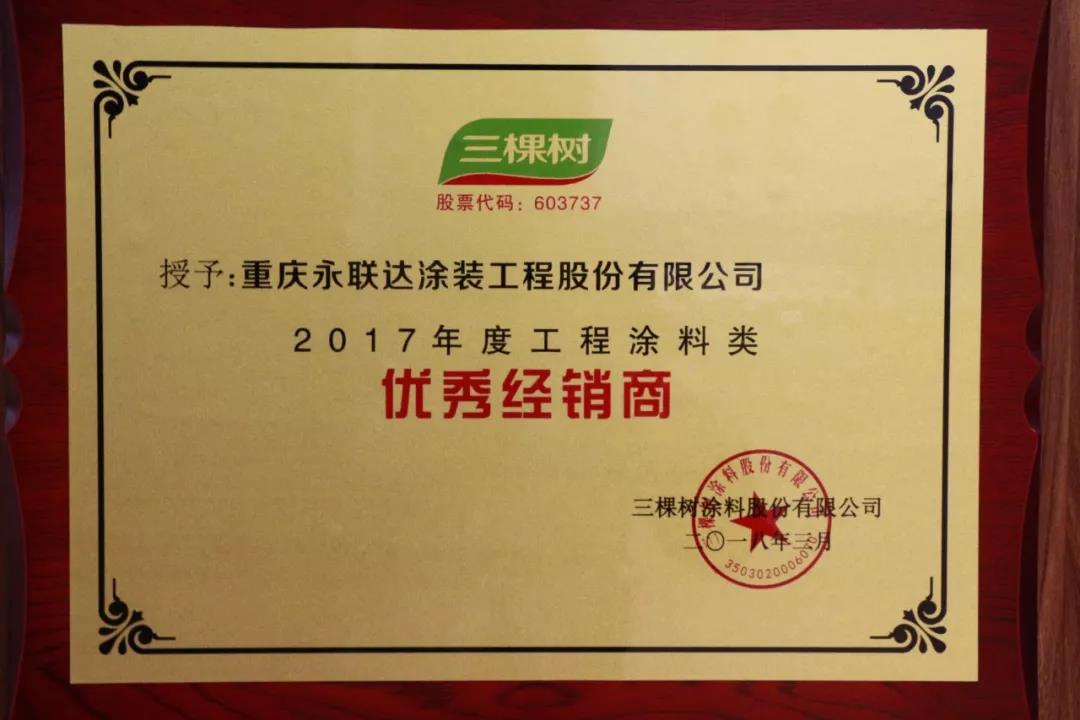 三棵树
股票代码：603737
授予：重庆永联达涂装工程股份有限公司
2017年度工程涂料类
优秀经销商
三棵树涂料股份有限公司
二〇一八年三月